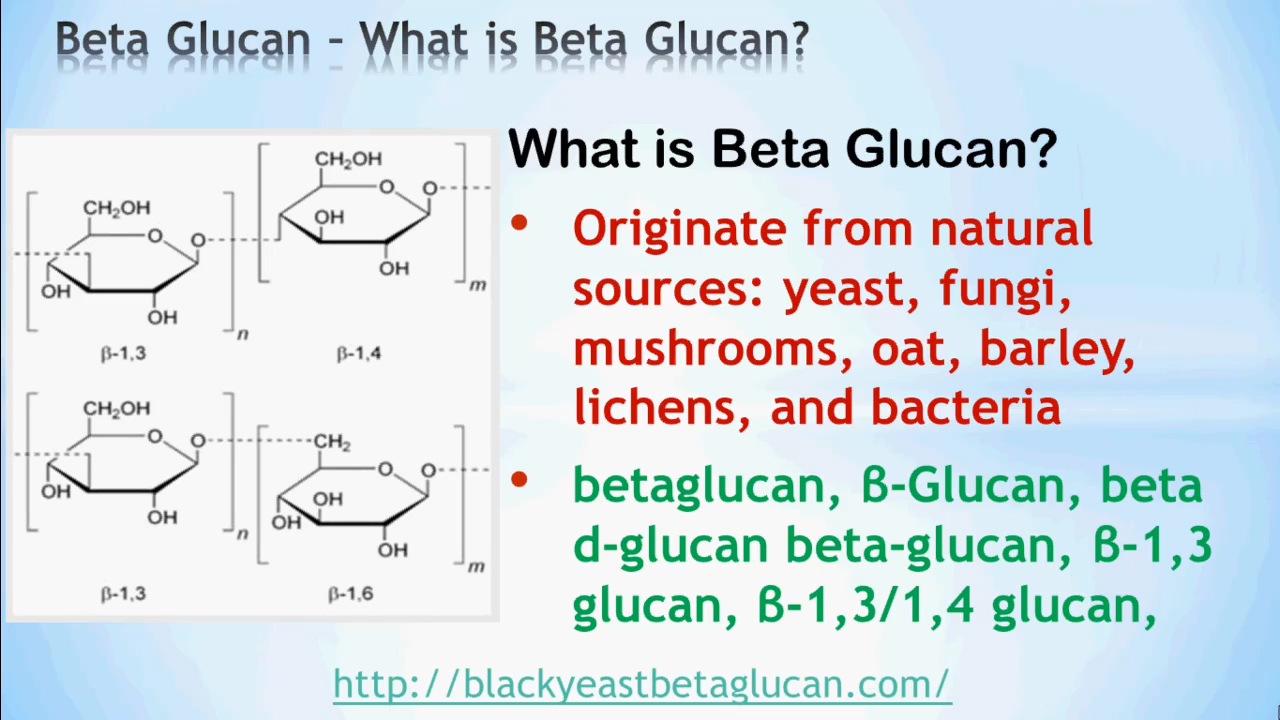 Beta Glucan – What is Beta Glucan?
What is Beta Glucan?
• Originate from natural
sources: yeast, fungi,
mushrooms, oat, barley,
lichens, and bacteria
• betaglucan, ß-Glucan, beta
d-glucan beta-glucan, ß-1,3
glucan, ß-1,3/1,4 glucan,
CH₂OH
O
O
OH
OH
n
β-1,3
CH₂OH
O
O
OH
OH
m
β-1,4
CH₂OH
O
O
OH
OH
n
β-1,3
CH₂
O
O
OH
OH
OH
m
β-1,6
http://blackyeastbetaglucan.com/